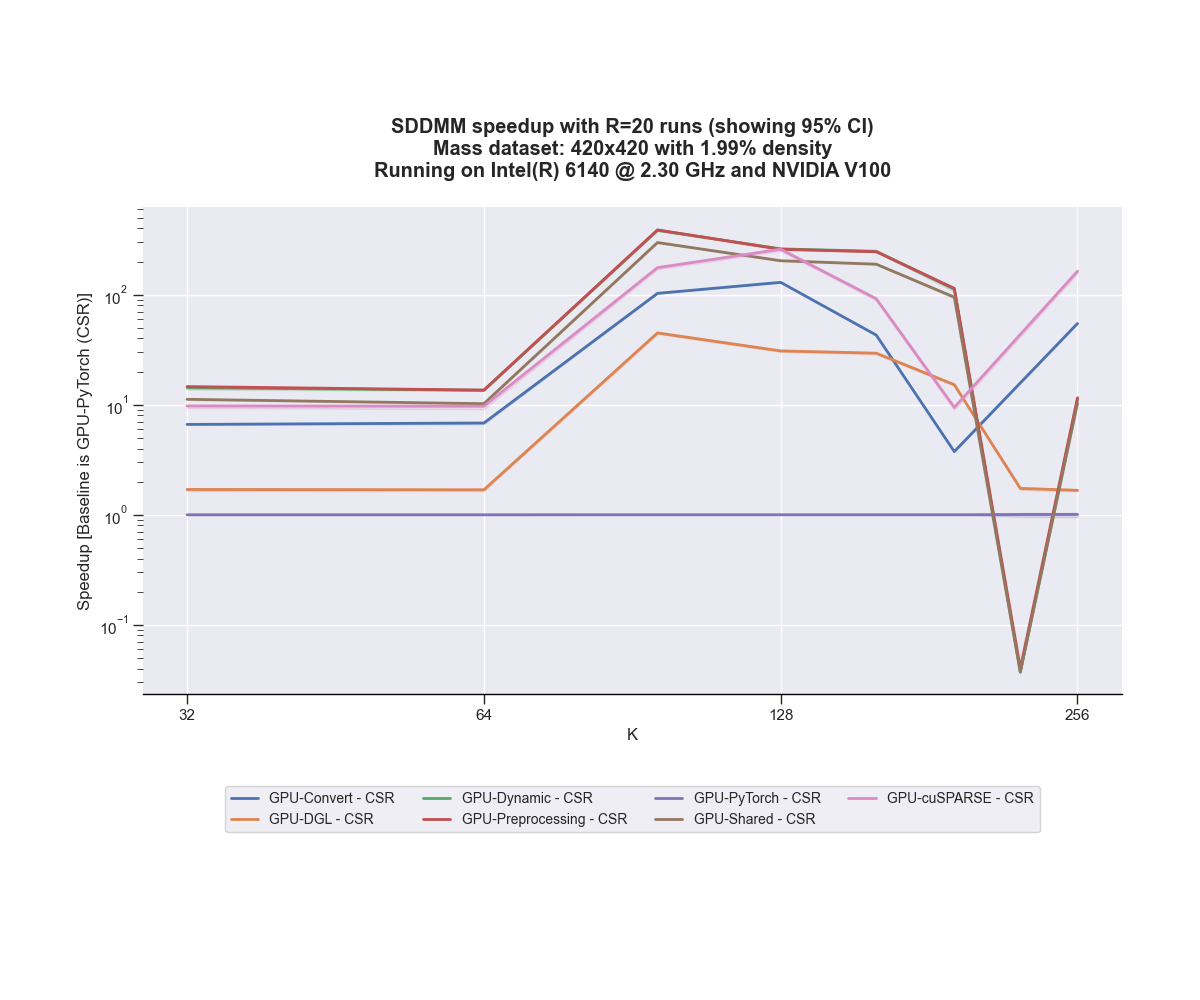 SDDMM speedup with R=20 runs (showing 95% CI)
Mass dataset: 420x420 with 1.99% density
Running on Intel(R) 6140 @ 2.30 GHz and NVIDIA V100
Speedup [Baseline is GPU-PyTorch (CSR)]
10²
10¹
10⁰
10⁻¹
32 64 128 256
K
GPU-Convert - CSR GPU-Dynamic - CSR GPU-PyTorch - CSR GPU-cuSPARSE - CSR
GPU-DGL - CSR GPU-Preprocessing - CSR GPU-Shared - CSR